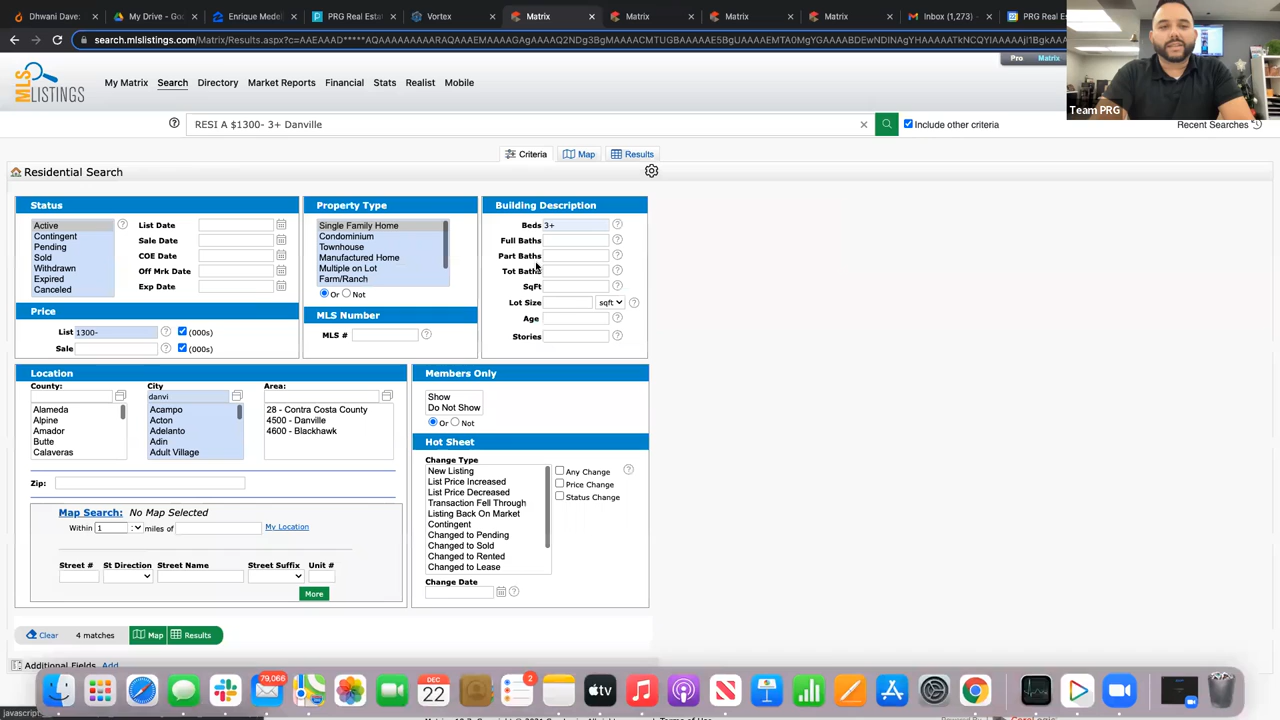 Dhwani Dave:
My Drive - Goo
Enrique Medel
PRG Real Estat
Vortex
Matrix
Matrix
Matrix
Matrix
Inbox (1,273) -
PRG Real Es
search.mlslistings.com
Pro
Matrix
MLS LISTINGS
My Matrix
Search
Directory
Market Reports
Financial
Stats
Realist
Mobile
Team PRG
RESI A $1300- 3+ Danville
Include other criteria
Recent Searches
Criteria
Map
Results
Residential Search
Status
Property Type
Building Description
Active
Contingent
Pending
Sold
Withdrawn
Expired
Canceled
List Date
Sale Date
COE Date
Off Mrk Date
Exp Date
Single Family Home
Condominium
Townhouse
Manufactured Home
Multiple on Lot
Farm/Ranch
Or Not
Beds 3+
Full Baths
Part Baths
Tot Baths
SqFt
Lot Size sqft
Age
Stories
Price
List 1300- (000s)
Sale (000s)
MLS Number
MLS #
Location
Members Only
County:
City
Area:
danvi
Alameda
Alpine
Amador
Butte
Calaveras
Acampo
Acton
Adelanto
Adin
Adult Village
28 - Contra Costa County
4500 - Danville
4600 - Blackhawk
Show
Do Not Show
Or Not
Hot Sheet
Change Type
New Listing
List Price Increased
List Price Decreased
Transaction Fell Through
Listing Back On Market
Contingent
Changed to Pending
Changed to Sold
Changed to Rented
Changed to Lease
Any Change
Price Change
Status Change
Change Date
Zip:
Map Search: No Map Selected
Within 1 miles of My Location
Street # St Direction Street Name Street Suffix Unit #
More
Clear 4 matches Map Results
Additional Fields Add
79,066
DEC
22
2
tv
javascript:
Terms of Use